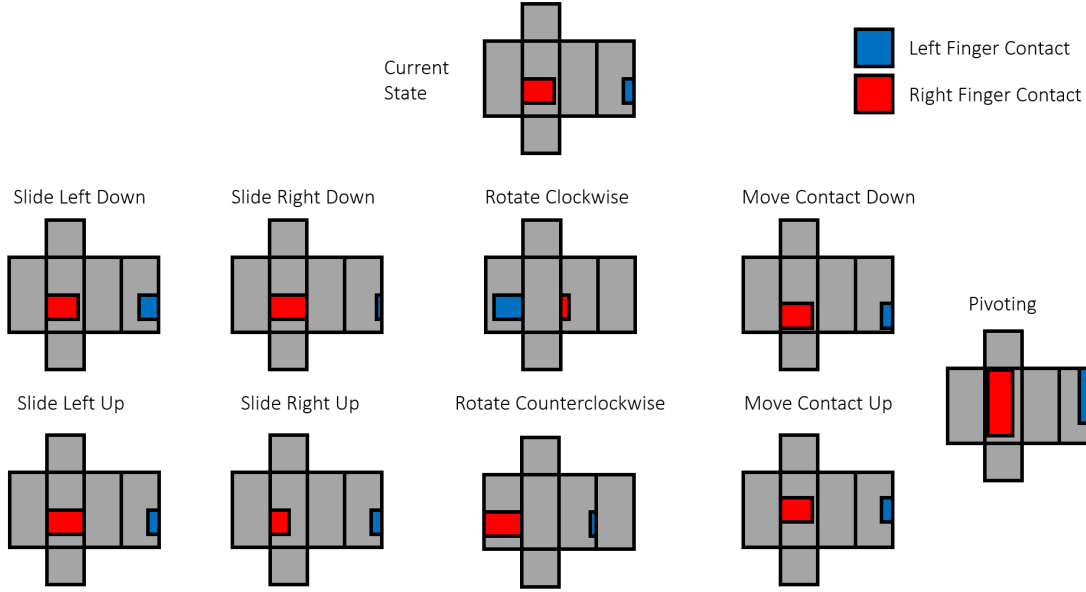 Current
State
Left Finger Contact
Right Finger Contact
Slide Left Down
Slide Right Down
Rotate Clockwise
Move Contact Down
Pivoting
Slide Left Up
Slide Right Up
Rotate Counterclockwise
Move Contact Up